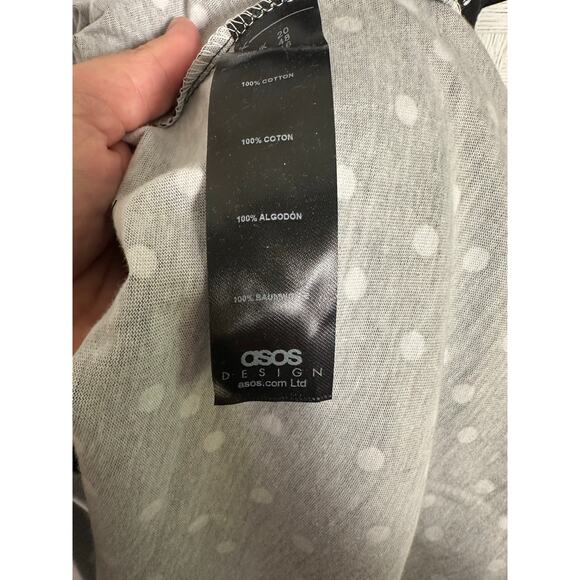 100% COTTON
100% COTON
100% ALGODÓN
asos
DESIGN
asos.com Ltd